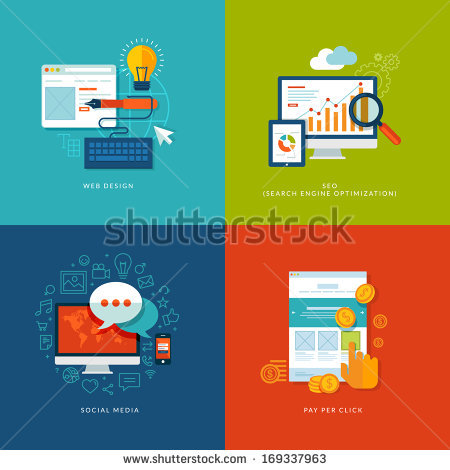 WEB DESIGN
SEO
(SEARCH ENGINE OPTIMIZATION)
SOCIAL MEDIA
PAY PER CLICK
shutterstock
www.shutterstock.com · 169337963